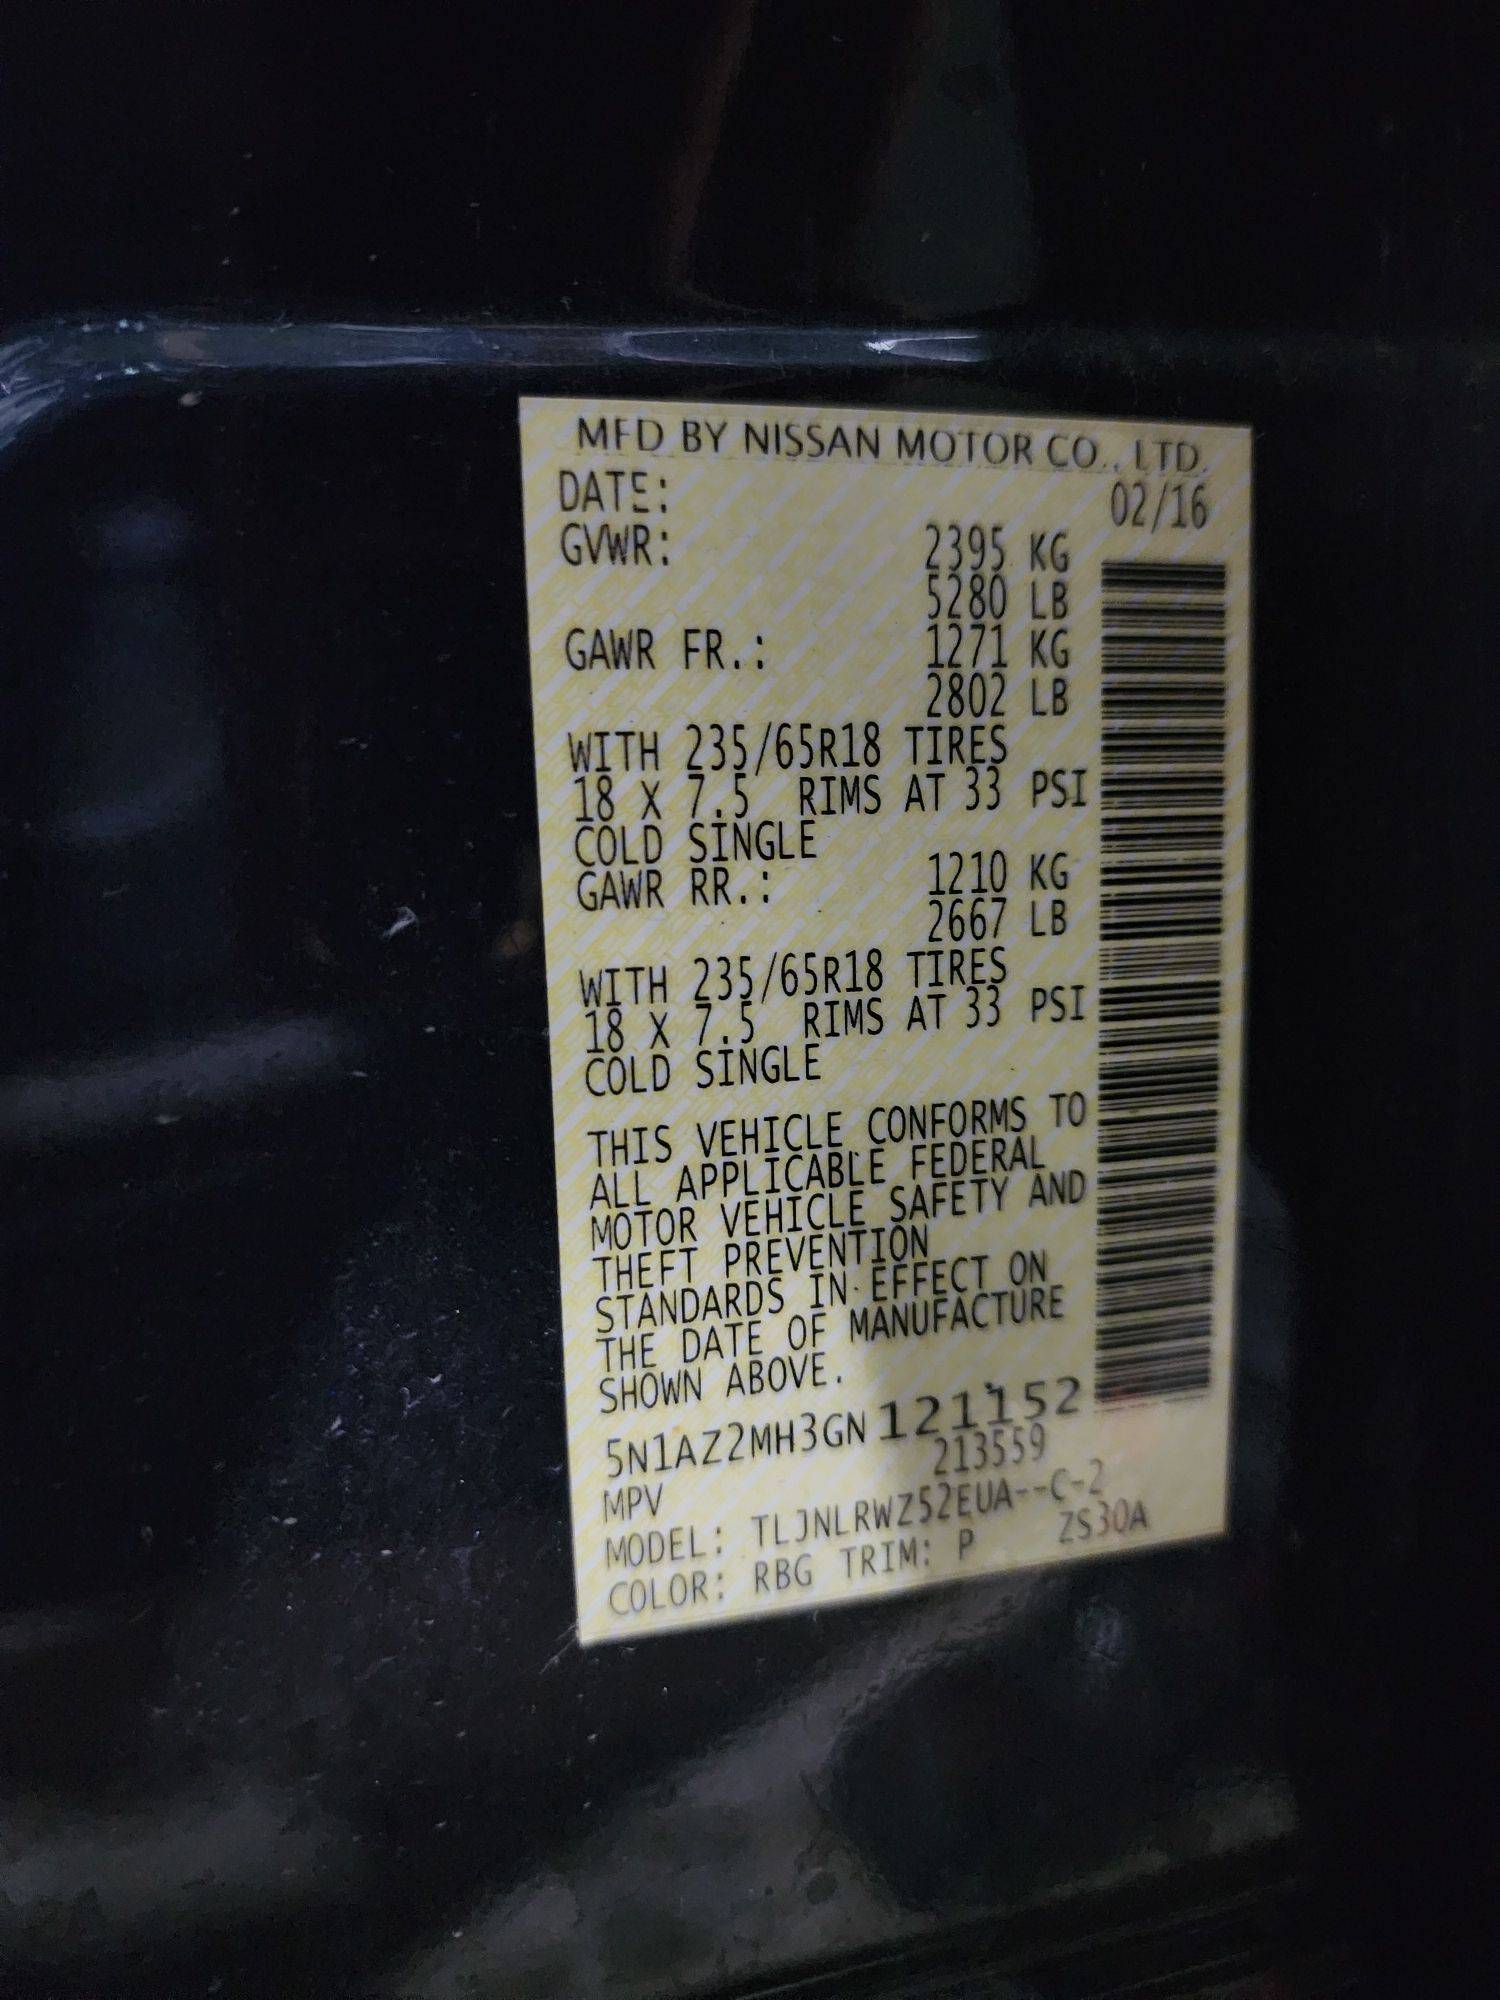 MFD BY NISSAN MOTOR CO., LTD.
DATE: 02/16
GVWR: 2395 KG
5280 LB
GAWR FR.: 1271 KG
2802 LB
WITH 235/65R18 TIRES
18 X 7.5 RIMS AT 33 PSI
COLD SINGLE
GAWR RR.: 1210 KG
2667 LB
WITH 235/65R18 TIRES
18 X 7.5 RIMS AT 33 PSI
COLD SINGLE
THIS VEHICLE CONFORMS TO
ALL APPLICABLE FEDERAL
MOTOR VEHICLE SAFETY AND
THEFT PREVENTION
STANDARDS IN EFFECT ON
THE DATE OF MANUFACTURE
SHOWN ABOVE.
5N1AZ2MH3GN121152
MPV 213559
MODEL: TLJNLRWZ52EUA--C-2
COLOR: RBG TRIM: P ZS30A